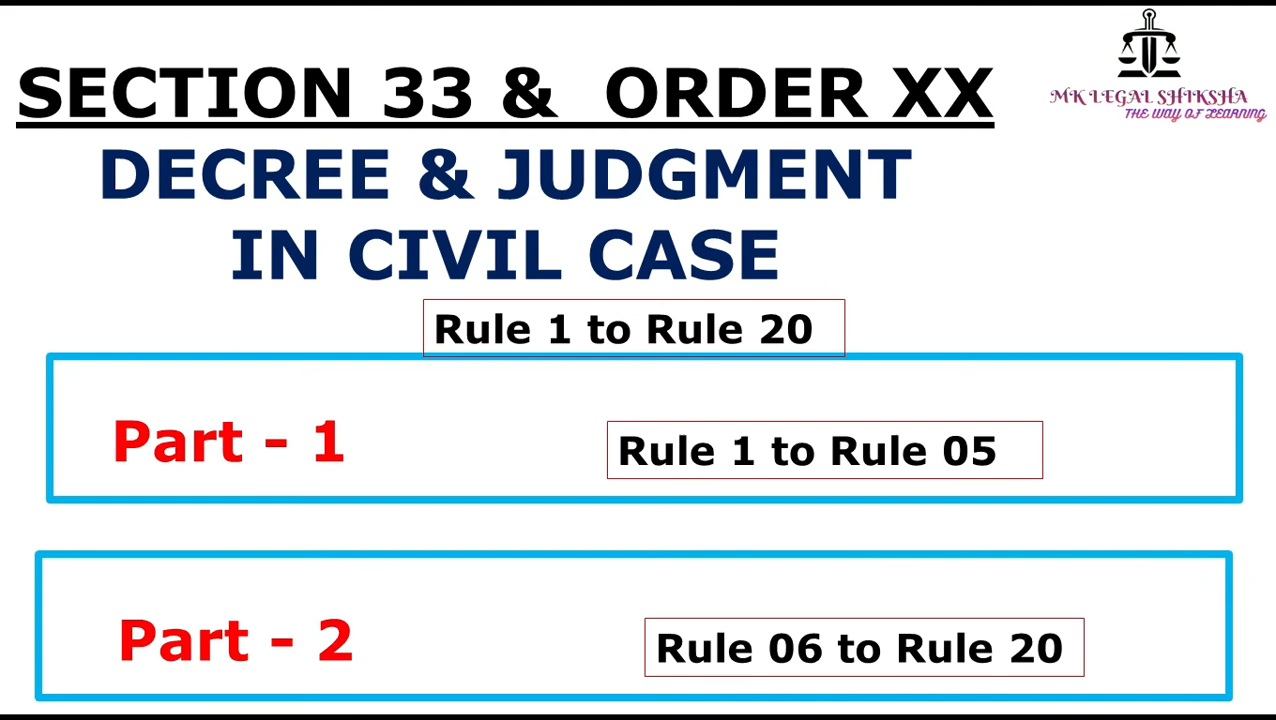 SECTION 33 & ORDER XX
MK LEGAL SHIKSHA
THE WAY OF LEARNING
DECREE & JUDGMENT
IN CIVIL CASE
Rule 1 to Rule 20
Part - 1
Rule 1 to Rule 05
Part - 2
Rule 06 to Rule 20